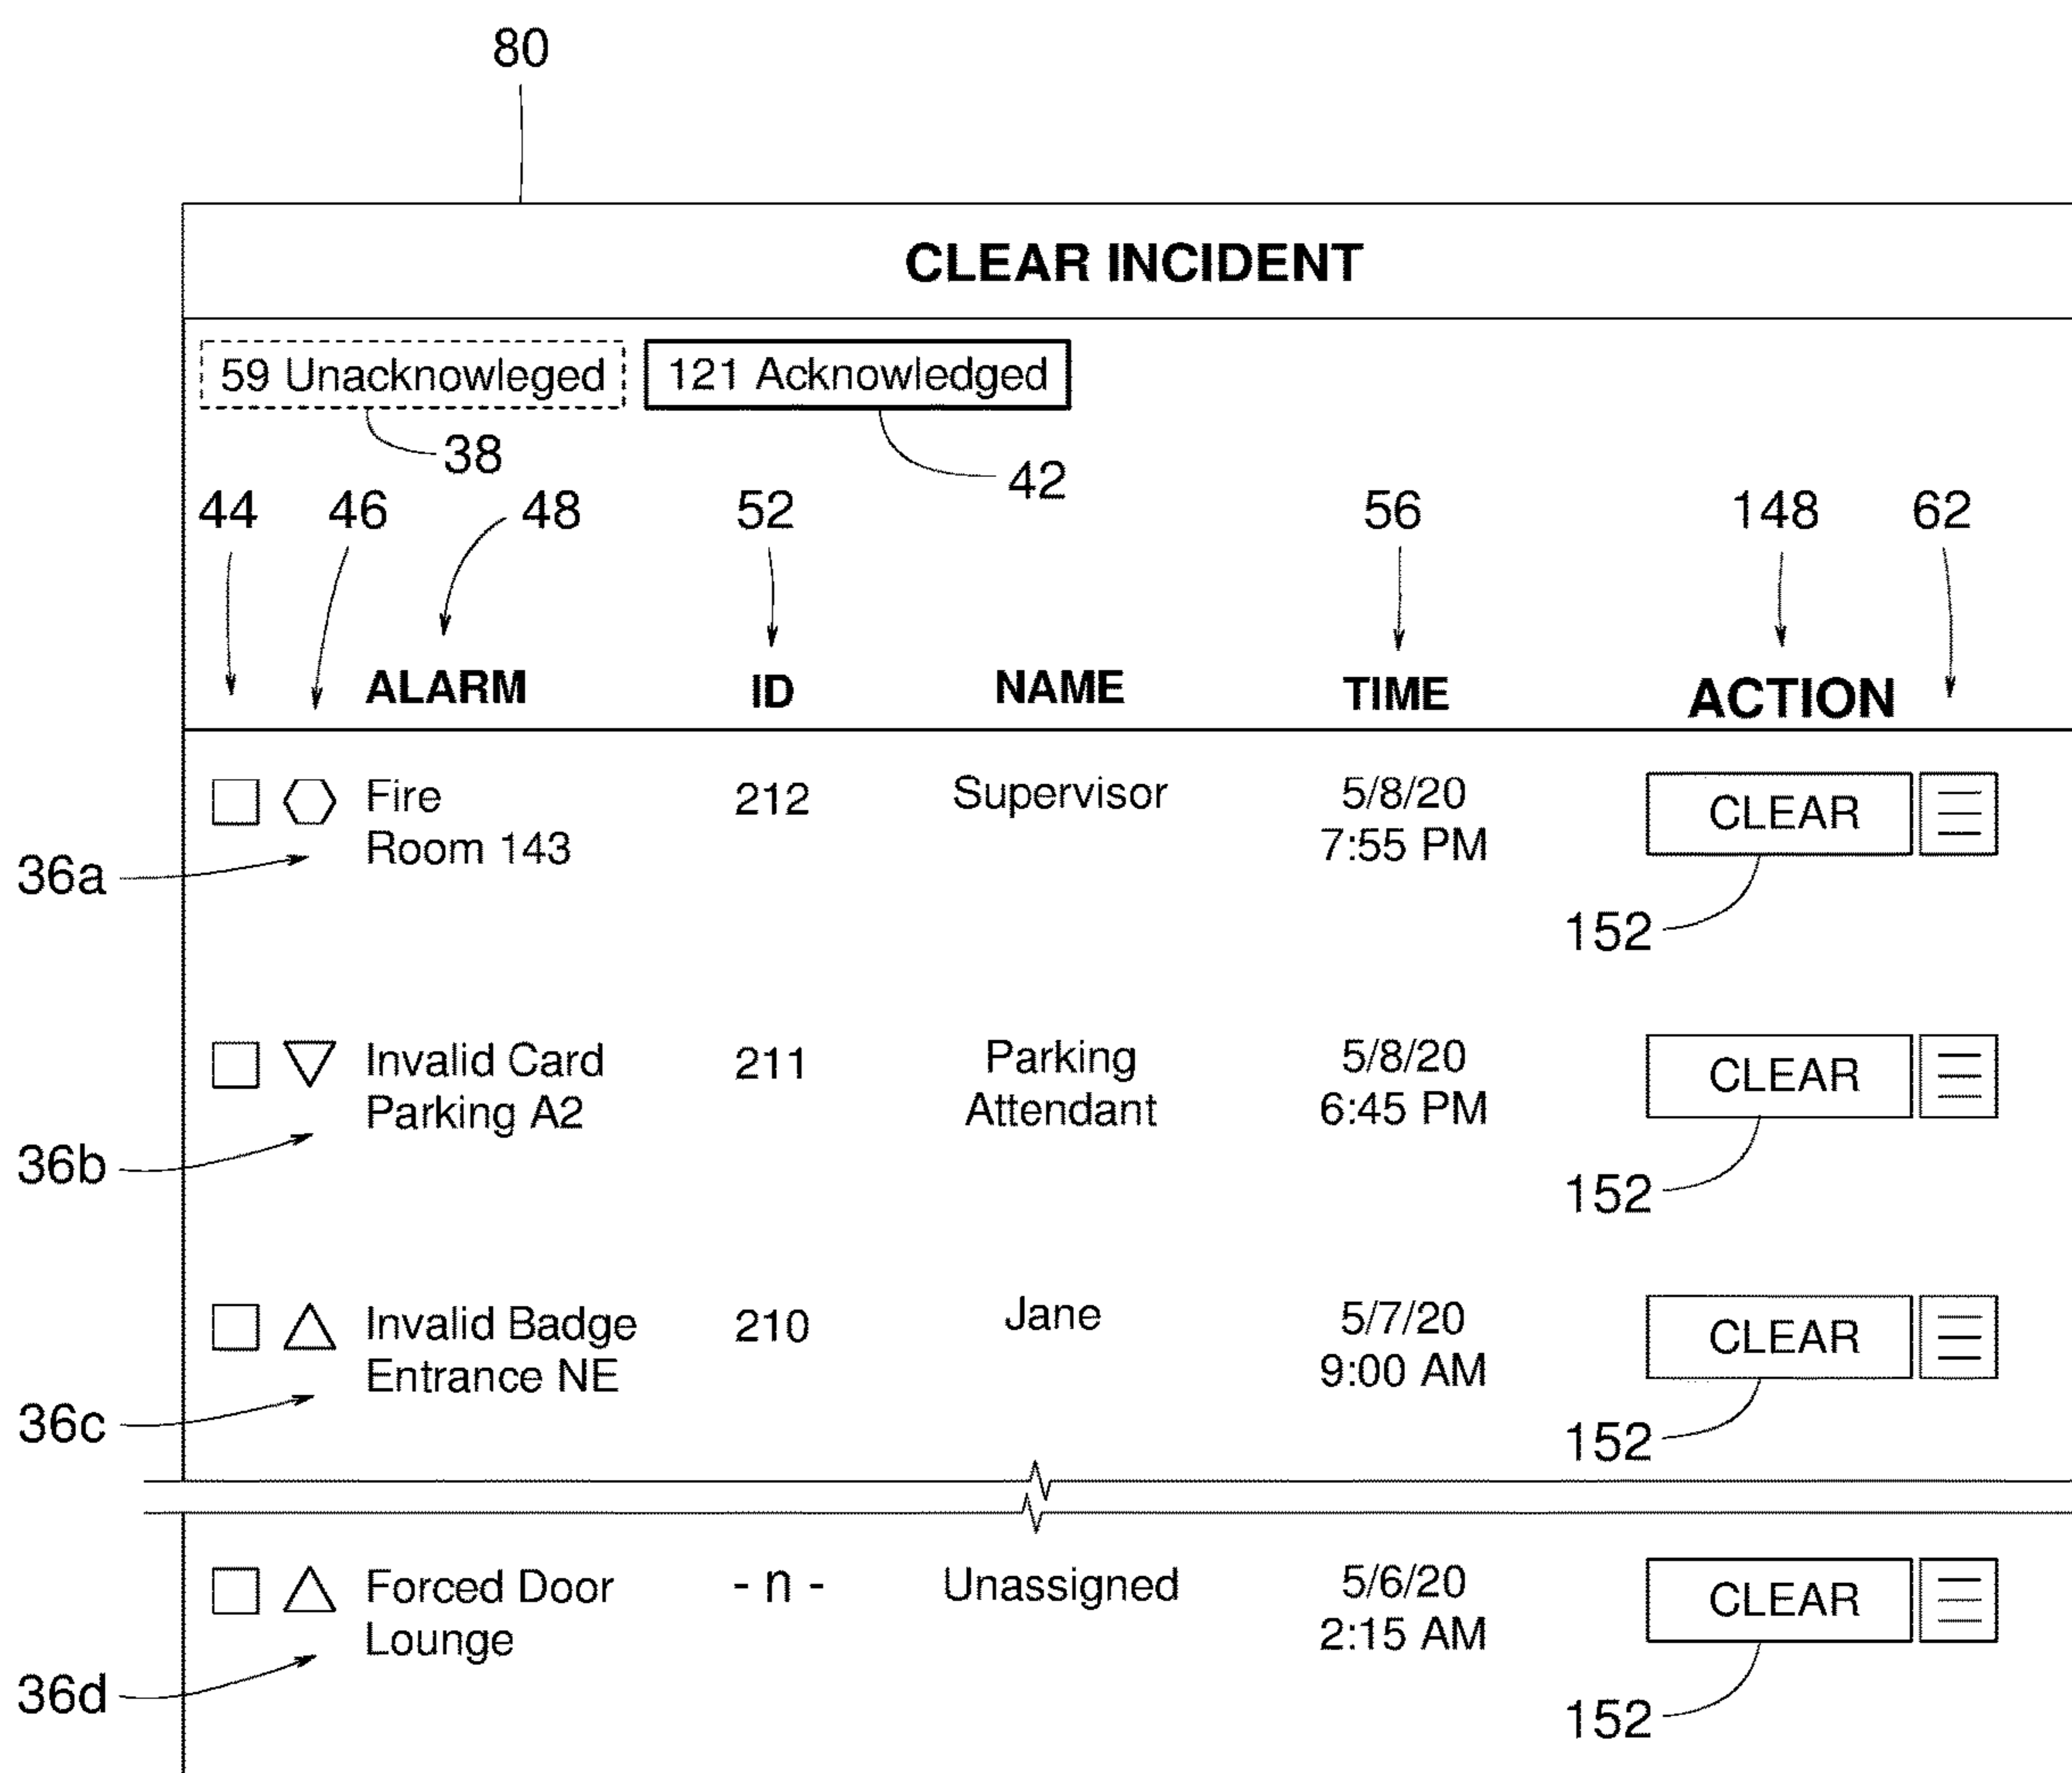 80
CLEAR INCIDENT
59 Unacknowleged
121 Acknowledged
38
42
44
46
48
52
56
148
62
ALARM
ID
NAME
TIME
ACTION
Fire
Room 143
212
Supervisor
5/8/20
7:55 PM
CLEAR
36a
152
Invalid Card
Parking A2
211
Parking
Attendant
5/8/20
6:45 PM
CLEAR
36b
152
Invalid Badge
Entrance NE
210
Jane
5/7/20
9:00 AM
CLEAR
36c
152
Forced Door
Lounge
- n -
Unassigned
5/6/20
2:15 AM
CLEAR
36d
152